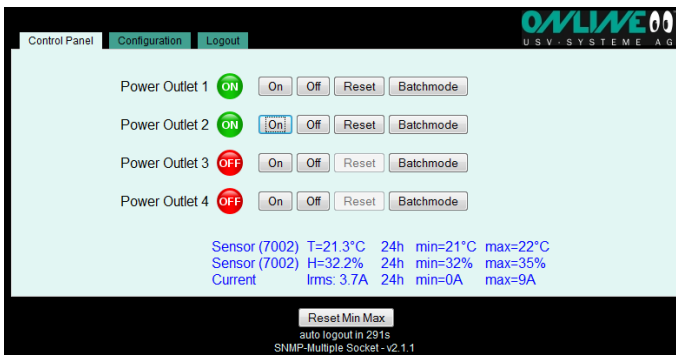 ONLINE
USV-SYSTEME AG
Control Panel Configuration Logout
Power Outlet 1 ON On Off Reset Batchmode
Power Outlet 2 ON On Off Reset Batchmode
Power Outlet 3 OFF On Off Reset Batchmode
Power Outlet 4 OFF On Off Reset Batchmode
Sensor (7002) T=21.3°C 24h min=21°C max=22°C
Sensor (7002) H=32.2% 24h min=32% max=35%
Current Irms: 3.7A 24h min=0A max=9A
Reset Min Max
auto logout in 291s
SNMP-Multiple Socket - v2.1.1